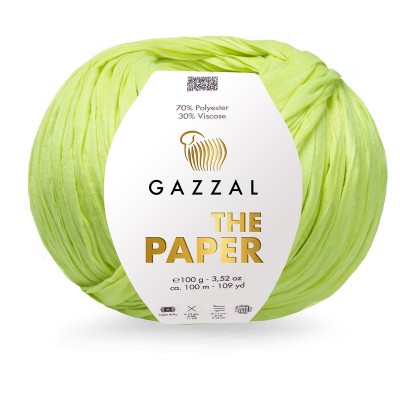 70% Polyester
30% Viscose
GAZZAL
THE
PAPER
℮100 g - 3,52 oz
ca. 100 m - 109 yd